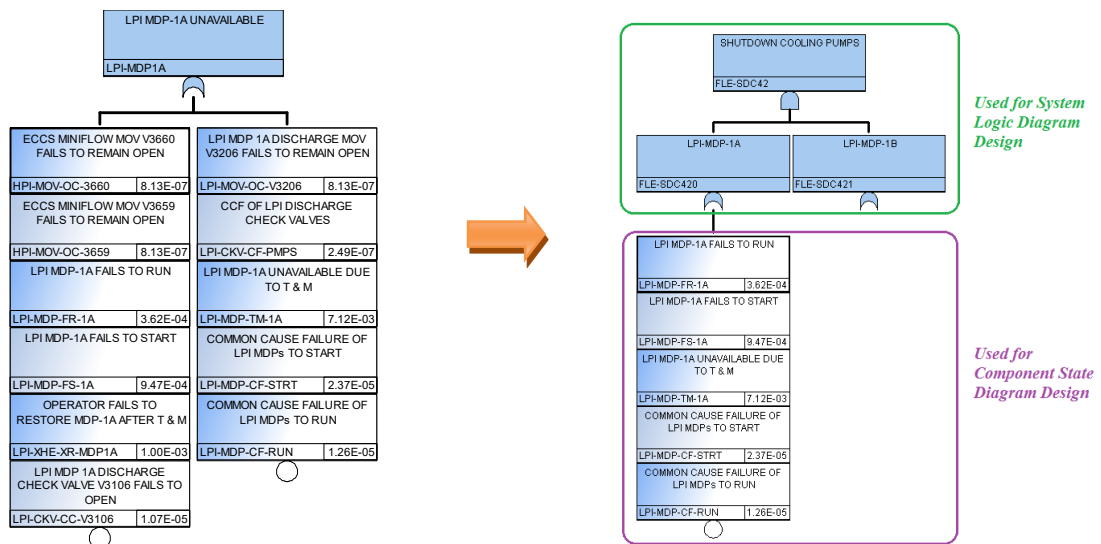 LPI MDP-1A UNAVAILABLE
LPI-MDP1A
ECCS MINIFLOW MOV V3660
FAILS TO REMAIN OPEN
HPI-MOV-OC-3660 8.13E-07
ECCS MINIFLOW MOV V3659
FAILS TO REMAIN OPEN
HPI-MOV-OC-3659 8.13E-07
LPI MDP-1A FAILS TO RUN
LPI-MDP-FR-1A 3.62E-04
LPI MDP-1A FAILS TO START
LPI-MDP-FS-1A 9.47E-04
OPERATOR FAILS TO
RESTORE MDP-1A AFTER T & M
LPI-XHE-XR-MDP1A 1.00E-03
LPI MDP 1A DISCHARGE
CHECK VALVE V3106 FAILS TO
OPEN
LPI-CKV-CC-V3106 1.07E-05
LPI MDP 1A DISCHARGE MOV
V3206 FAILS TO REMAIN OPEN
LPI-MOV-OC-V3206 8.13E-07
CCF OF LPI DISCHARGE
CHECK VALVES
LPI-CKV-CF-PMPS 2.49E-07
LPI MDP-1A UNAVAILABLE DUE
TO T & M
LPI-MDP-TM-1A 7.12E-03
COMMON CAUSE FAILURE OF
LPI MDPs TO START
LPI-MDP-CF-STRT 2.37E-05
COMMON CAUSE FAILURE OF
LPI MDPs TO RUN
LPI-MDP-CF-RUN 1.26E-05
SHUTDOWN COOLING PUMPS
FLE-SDC42
LPI-MDP-1A
FLE-SDC420
LPI-MDP-1B
FLE-SDC421
Used for System
Logic Diagram
Design
LPI MDP-1A FAILS TO RUN
LPI-MDP-FR-1A 3.62E-04
LPI MDP-1A FAILS TO START
LPI-MDP-FS-1A 9.47E-04
LPI MDP-1A UNAVAILABLE DUE
TO T & M
LPI-MDP-TM-1A 7.12E-03
COMMON CAUSE FAILURE OF
LPI MDPs TO START
LPI-MDP-CF-STRT 2.37E-05
COMMON CAUSE FAILURE OF
LPI MDPs TO RUN
LPI-MDP-CF-RUN 1.26E-05
Used for
Component State
Diagram Design